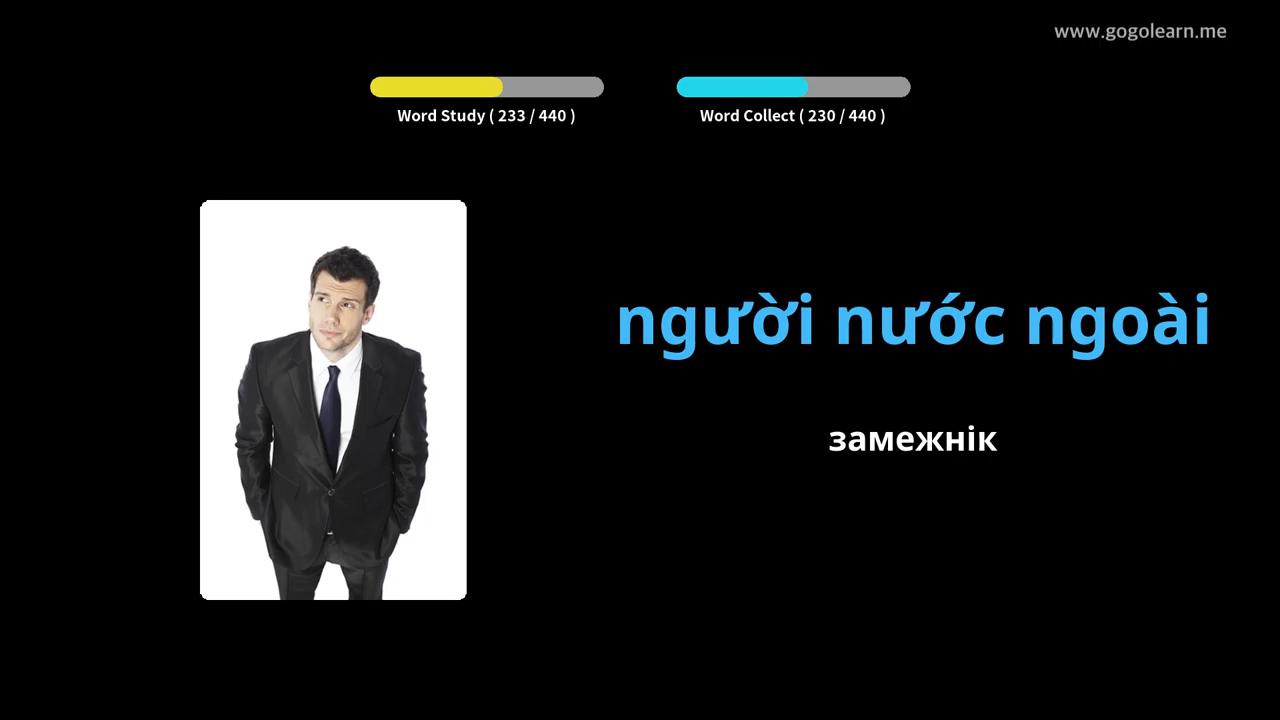 www.gogolearn.me
Word Study ( 233 / 440 )
Word Collect ( 230 / 440 )
người nước ngoài
замежнік